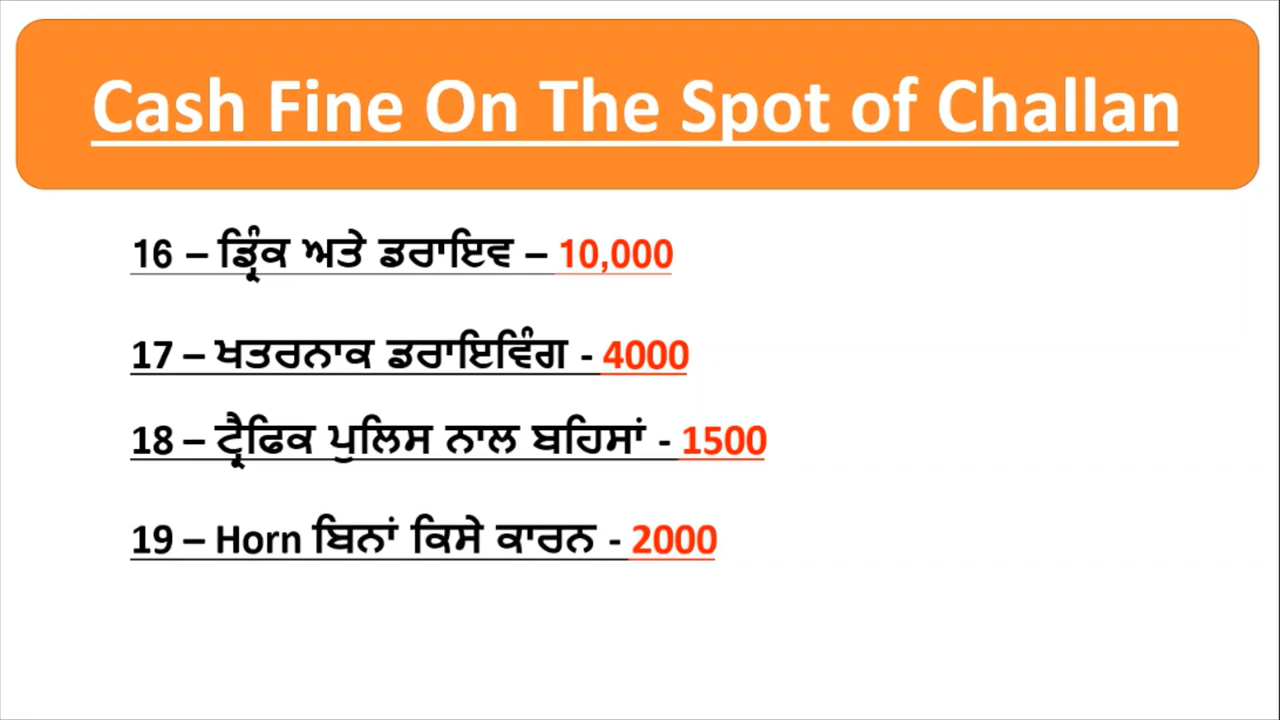 Cash Fine On The Spot of Challan
16 – ਡ੍ਰਿੰਕ ਅਤੇ ਡਰਾਇਵ – 10,000
17 – ਖਤਰਨਾਕ ਡਰਾਇਵਿੰਗ - 4000
18 – ਟ੍ਰੈਫਿਕ ਪੁਲਿਸ ਨਾਲ ਬਹਿਸਾਂ - 1500
19 – Horn ਬਿਨਾਂ ਕਿਸੇ ਕਾਰਨ - 2000